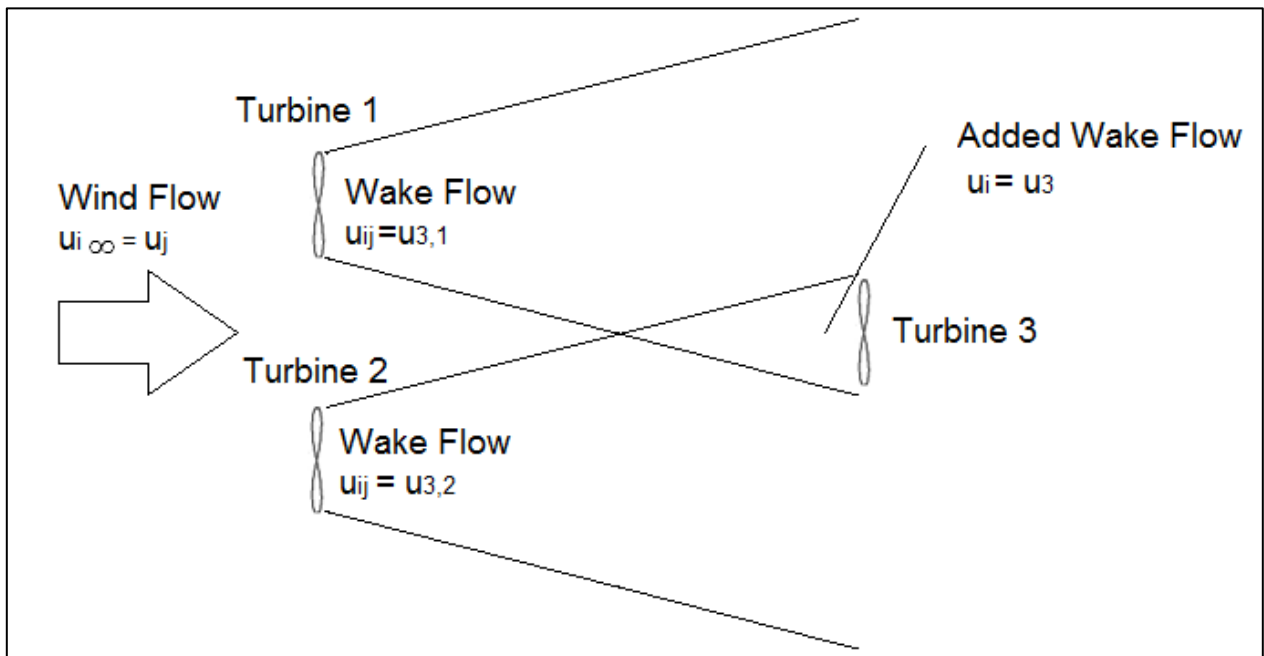 Turbine 1
Wind Flow
ui ∞ = uj
Wake Flow
uij =u3,1
Added Wake Flow
ui = u3
Turbine 3
Turbine 2
Wake Flow
uij = u3,2